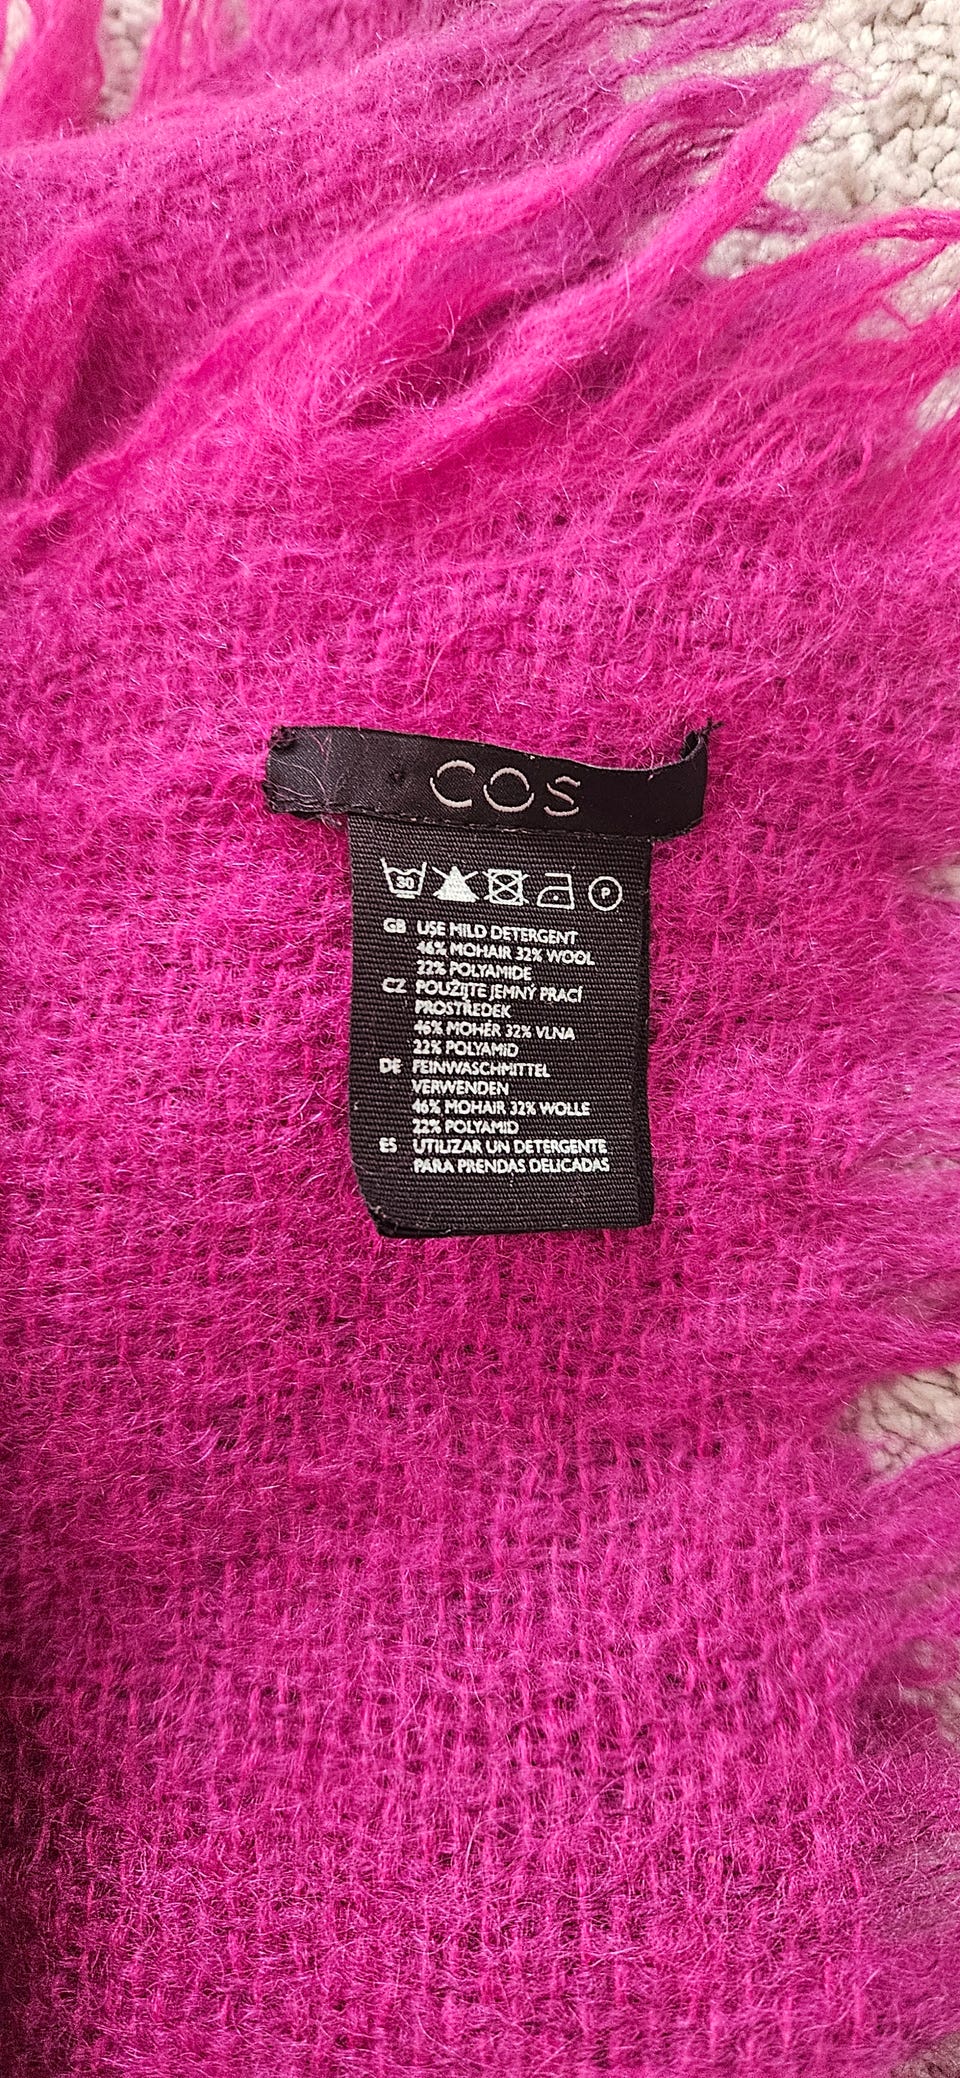 COS
30 P
GB USE MILD DETERGENT
46% MOHAIR 32% WOOL
22% POLYAMIDE
CZ POUŽIJTE JEMNÝ PRACÍ
PROSTŘEDEK
46% MOHÉR 32% VLNA
22% POLYAMID
DE FEINWASCHMITTEL
VERWENDEN
46% MOHAIR 32% WOLLE
22% POLYAMID
ES UTILIZAR UN DETERGENTE
PARA PRENDAS DELICADAS